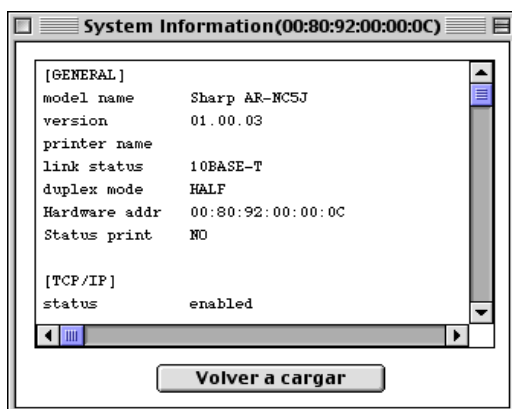 System Information(00:80:92:00:00:0C)
[GENERAL]
model name Sharp AR-NC5J
version 01.00.03
printer name
link status 10BASE-T
duplex mode HALF
Hardware addr 00:80:92:00:00:0C
Status print NO
[TCP/IP]
status enabled
Volver a cargar